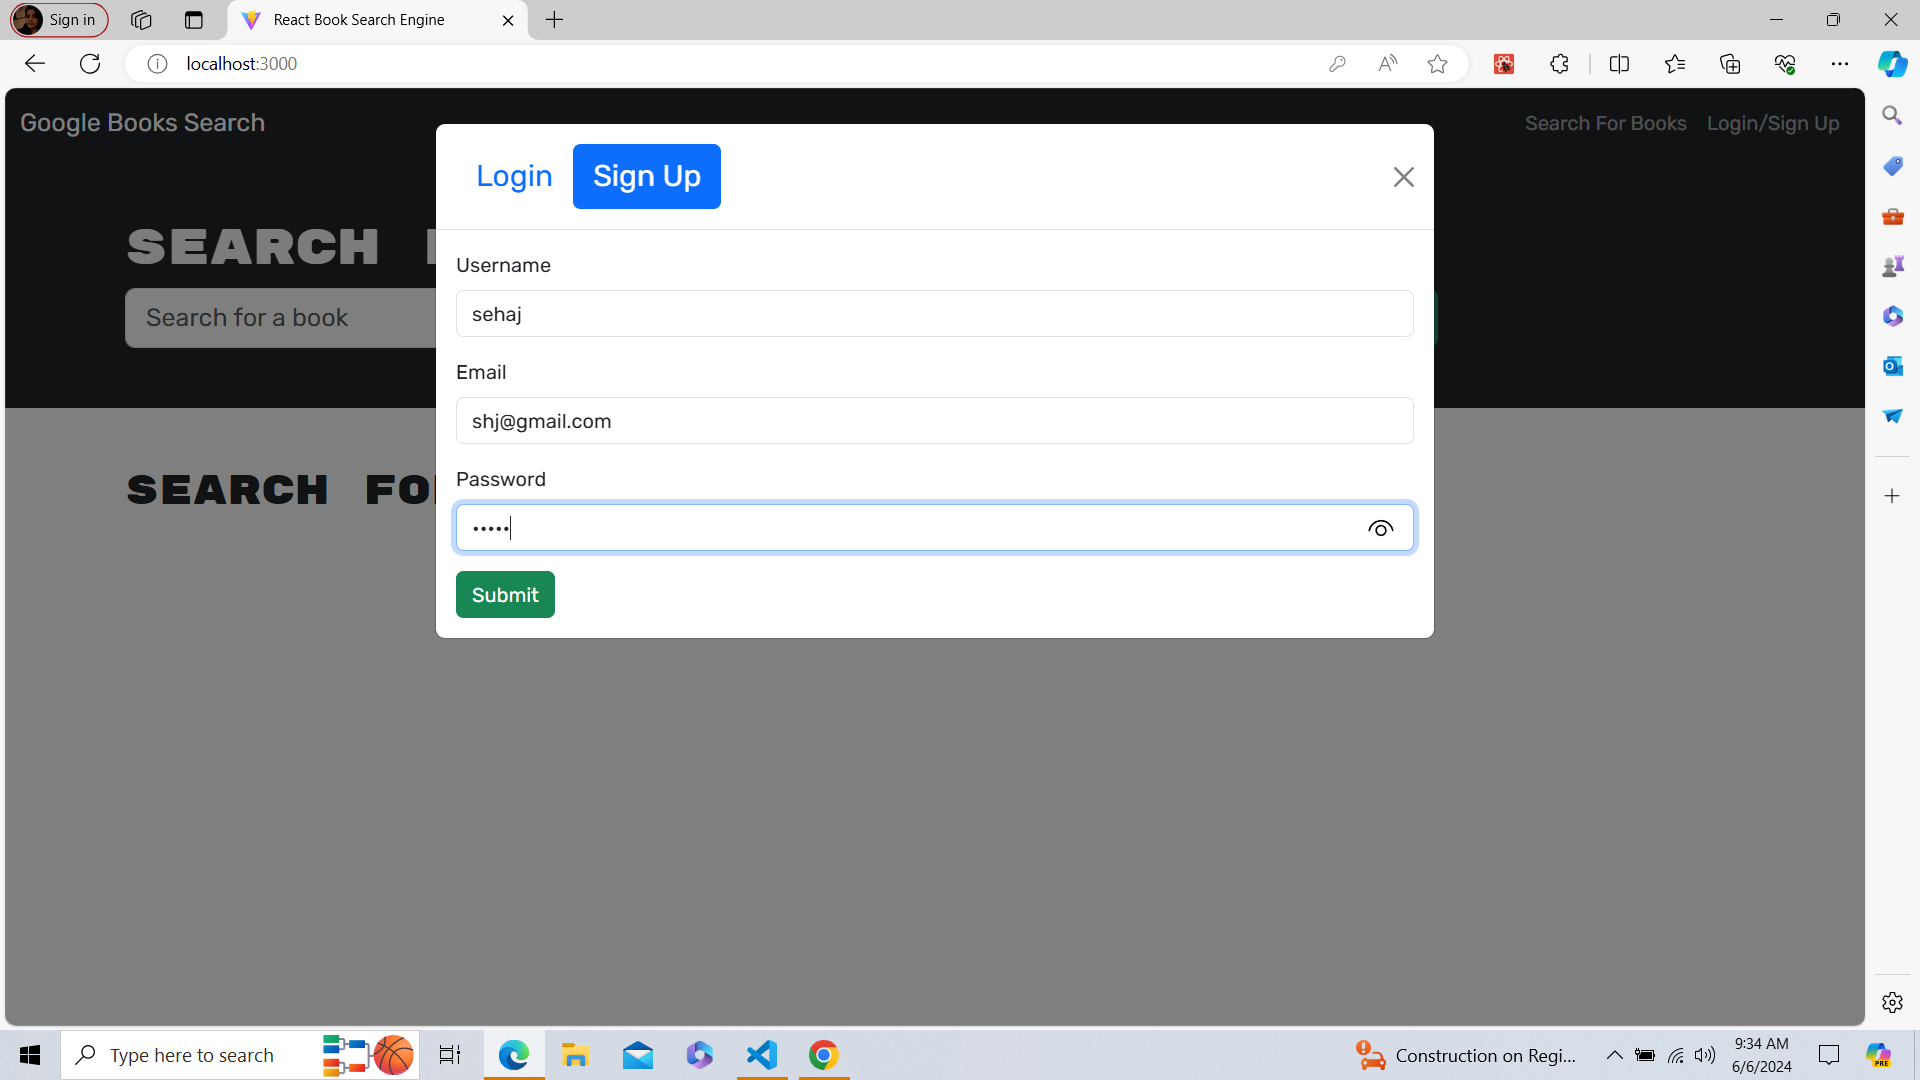 Sign in
React Book Search Engine
localhost:3000
Google Books Search
Search For Books
Login/Sign Up
Login
Sign Up
SEARCH
Search for a book
Username
sehaj
Email
shj@gmail.com
Password
SEARCH FO
Submit
Type here to search
Construction on Regi...
9:34 AM
6/6/2024
PRE